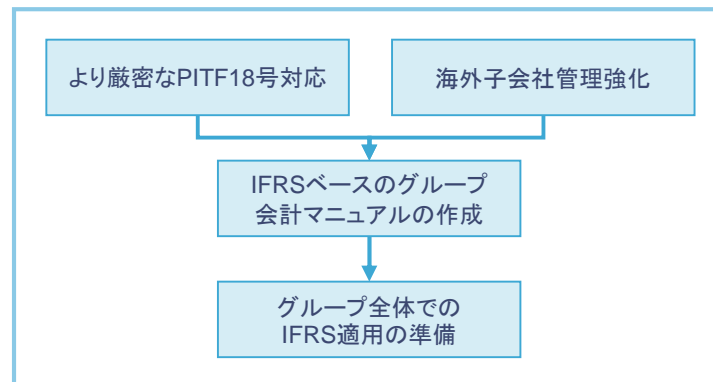 より厳密なPITF18号対応
海外子会社管理強化
IFRSベースのグループ
会計マニュアルの作成
グループ全体での
IFRS適用の準備